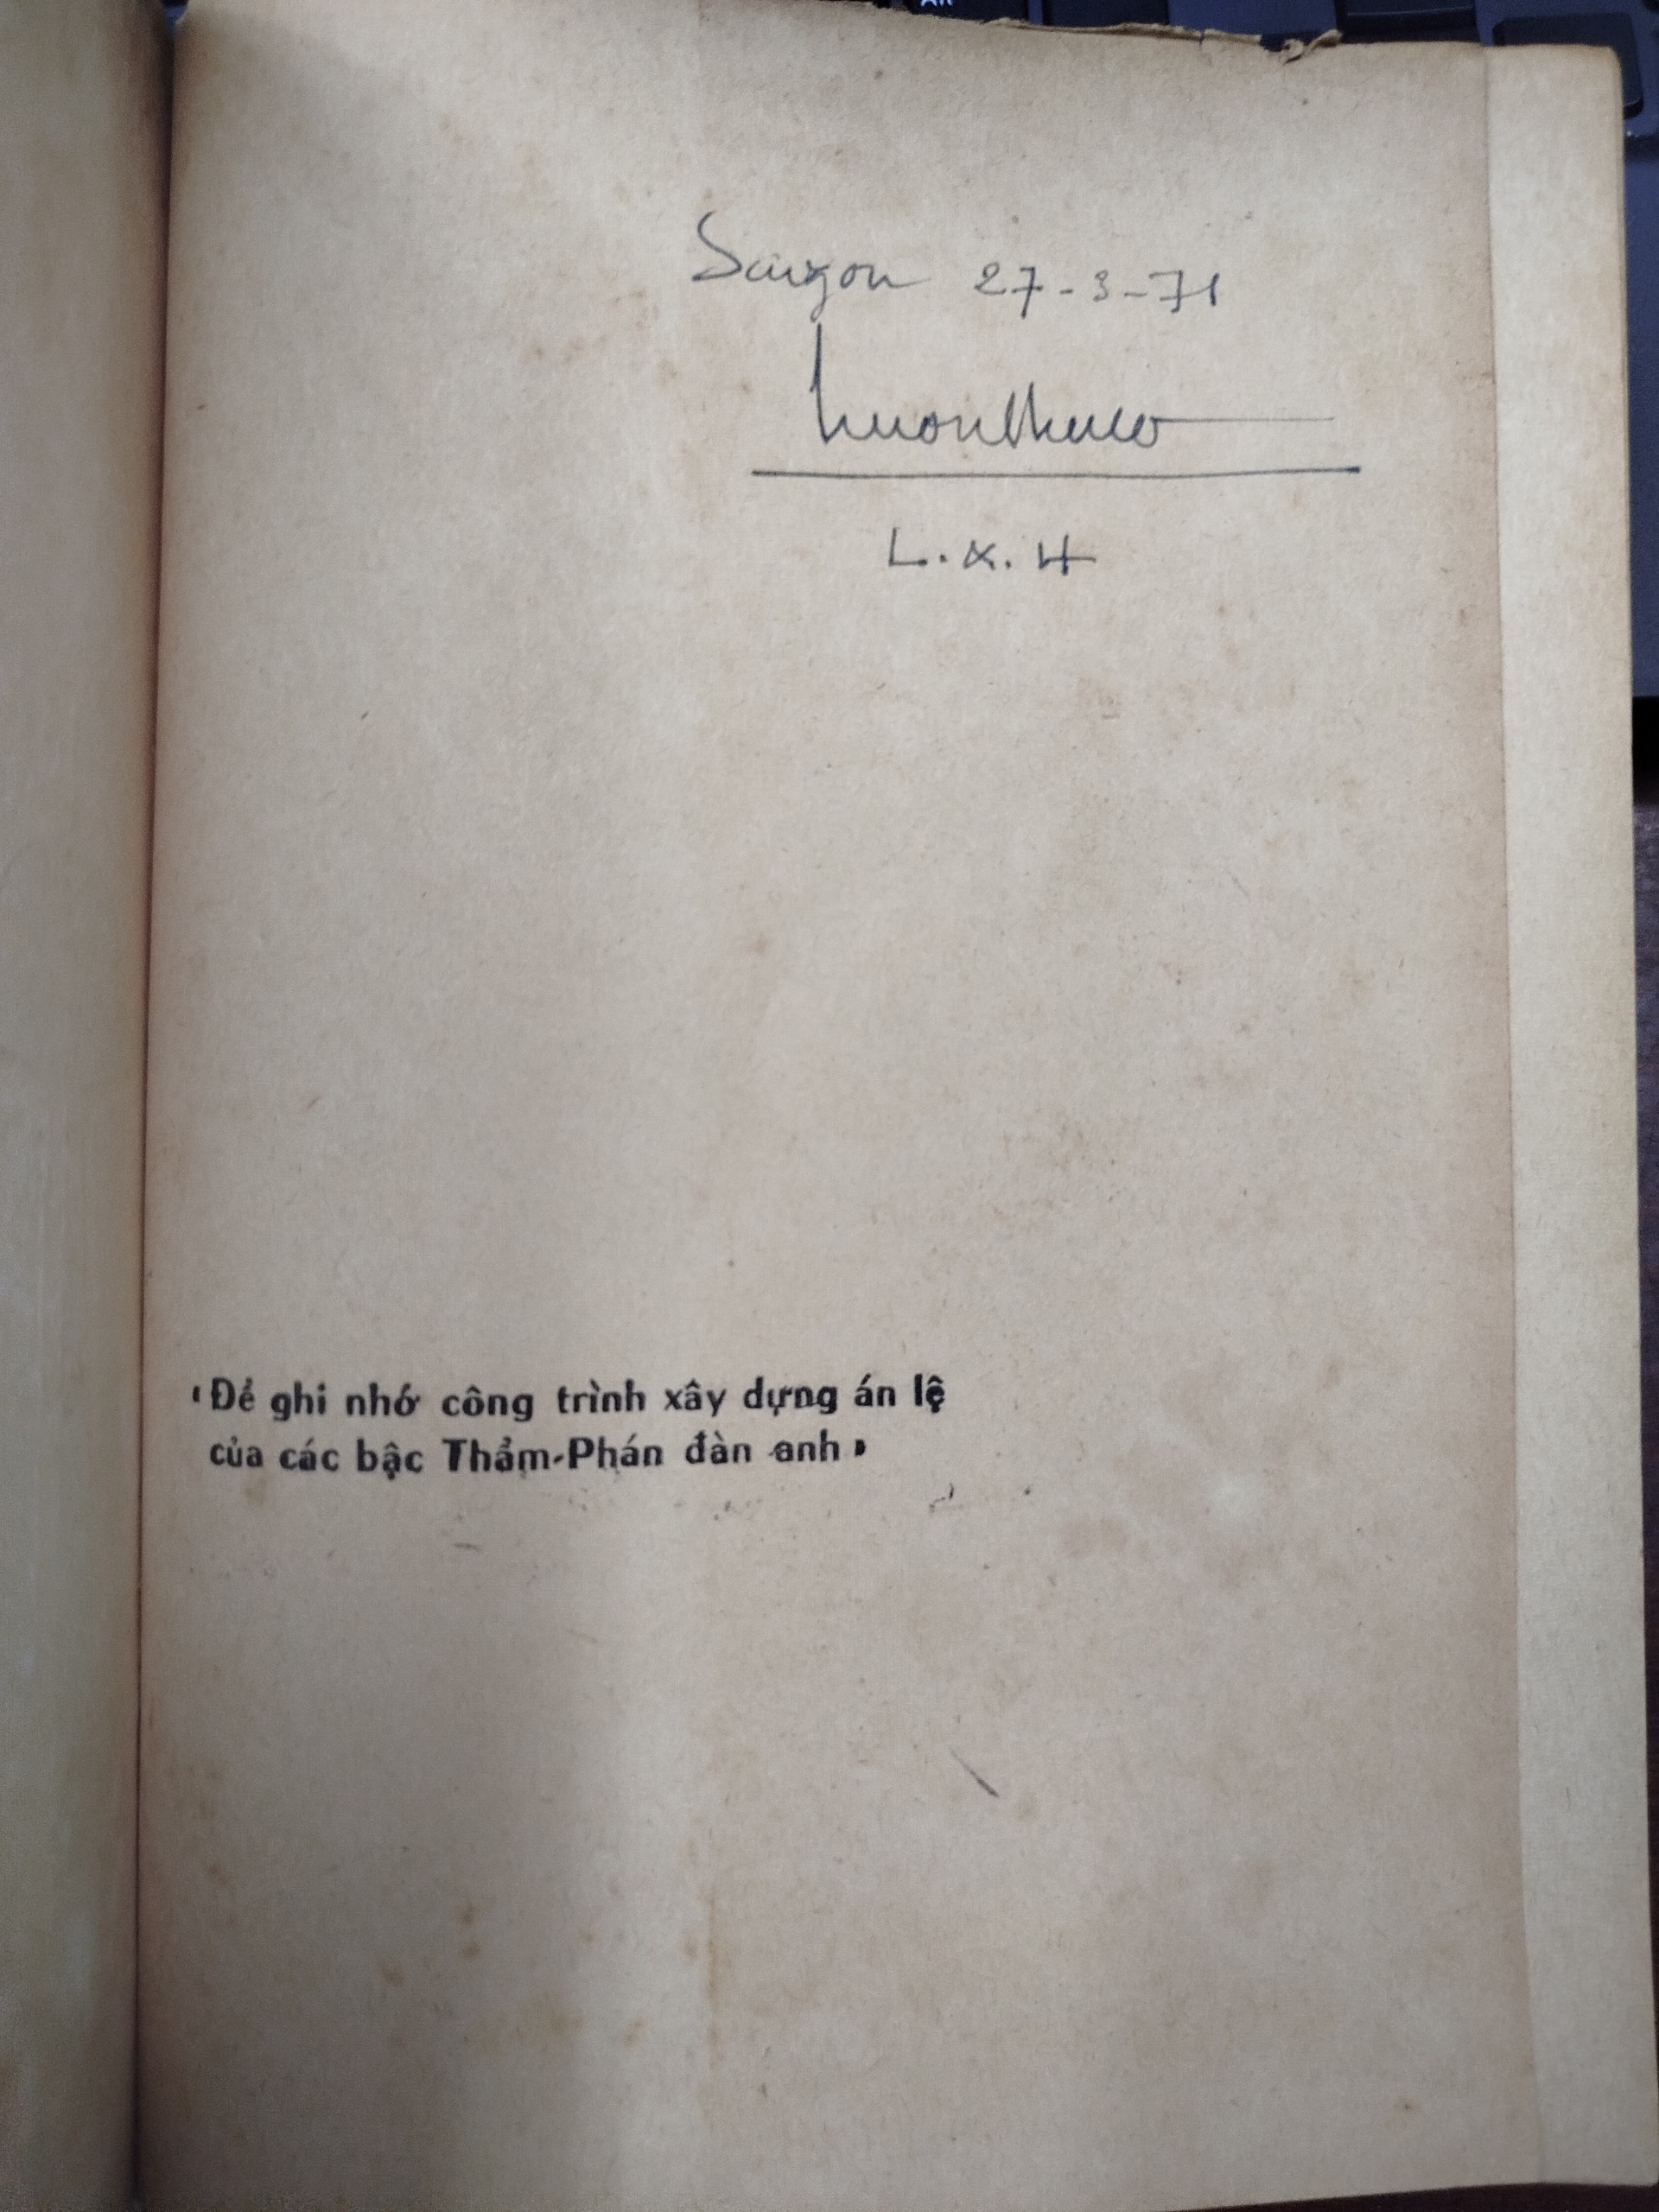 Saigon 27-3-71
L.X.H
«Để ghi nhớ công trình xây dựng án lệ
của các bậc Thẩm-Phán đàn anh»